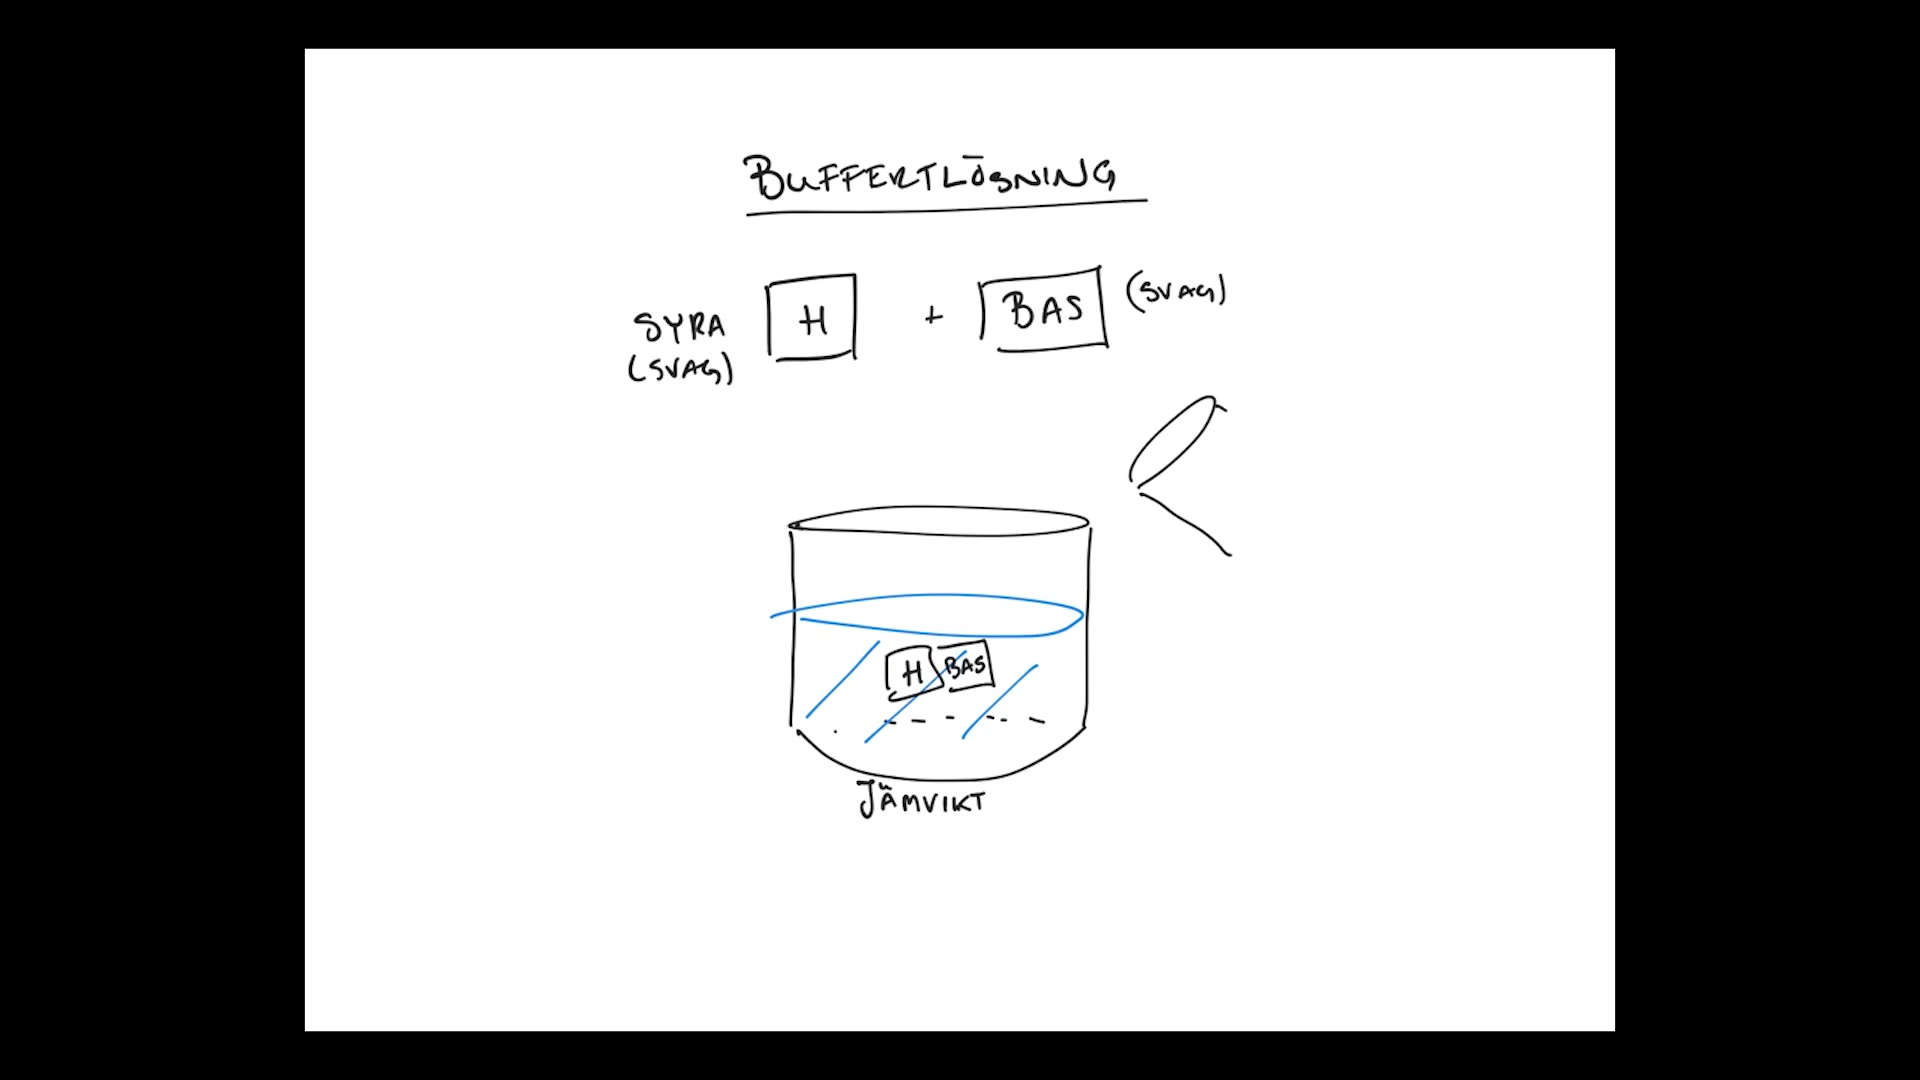 BUFFERTLÖSNING
SYRA H + BAS (SVAG)
(SVAG)
H BAS
JÄMVIKT